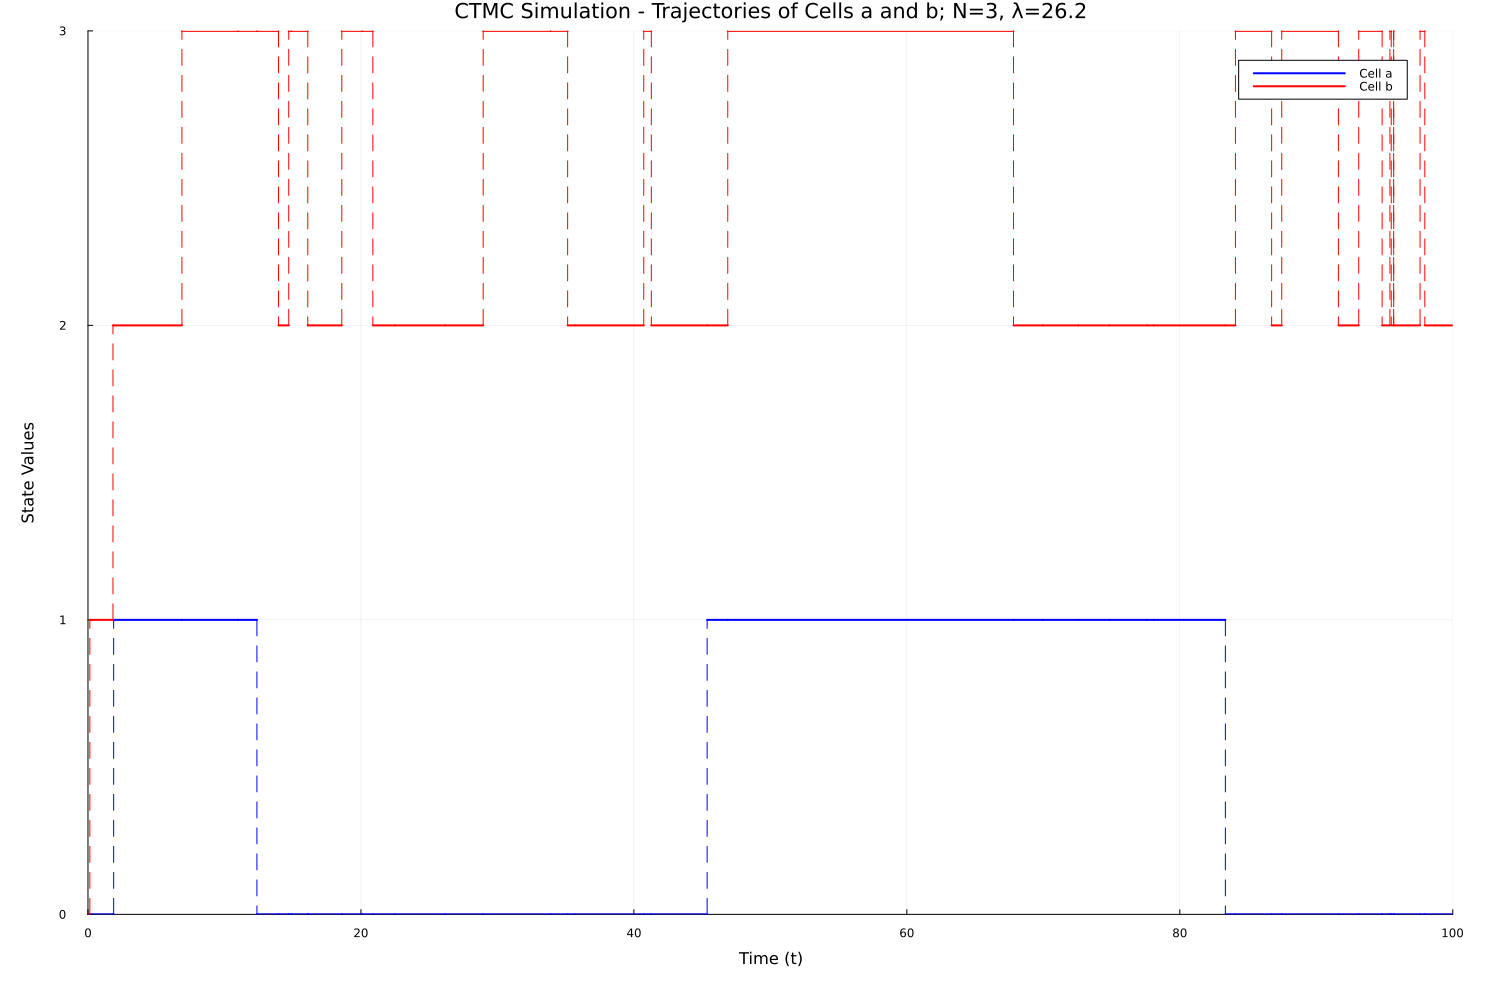 CTMC Simulation - Trajectories of Cells a and b; N=3, λ=26.2
3
Cell a
Cell b
2
State Values
1
0
0 20 40 60 80 100
Time (t)